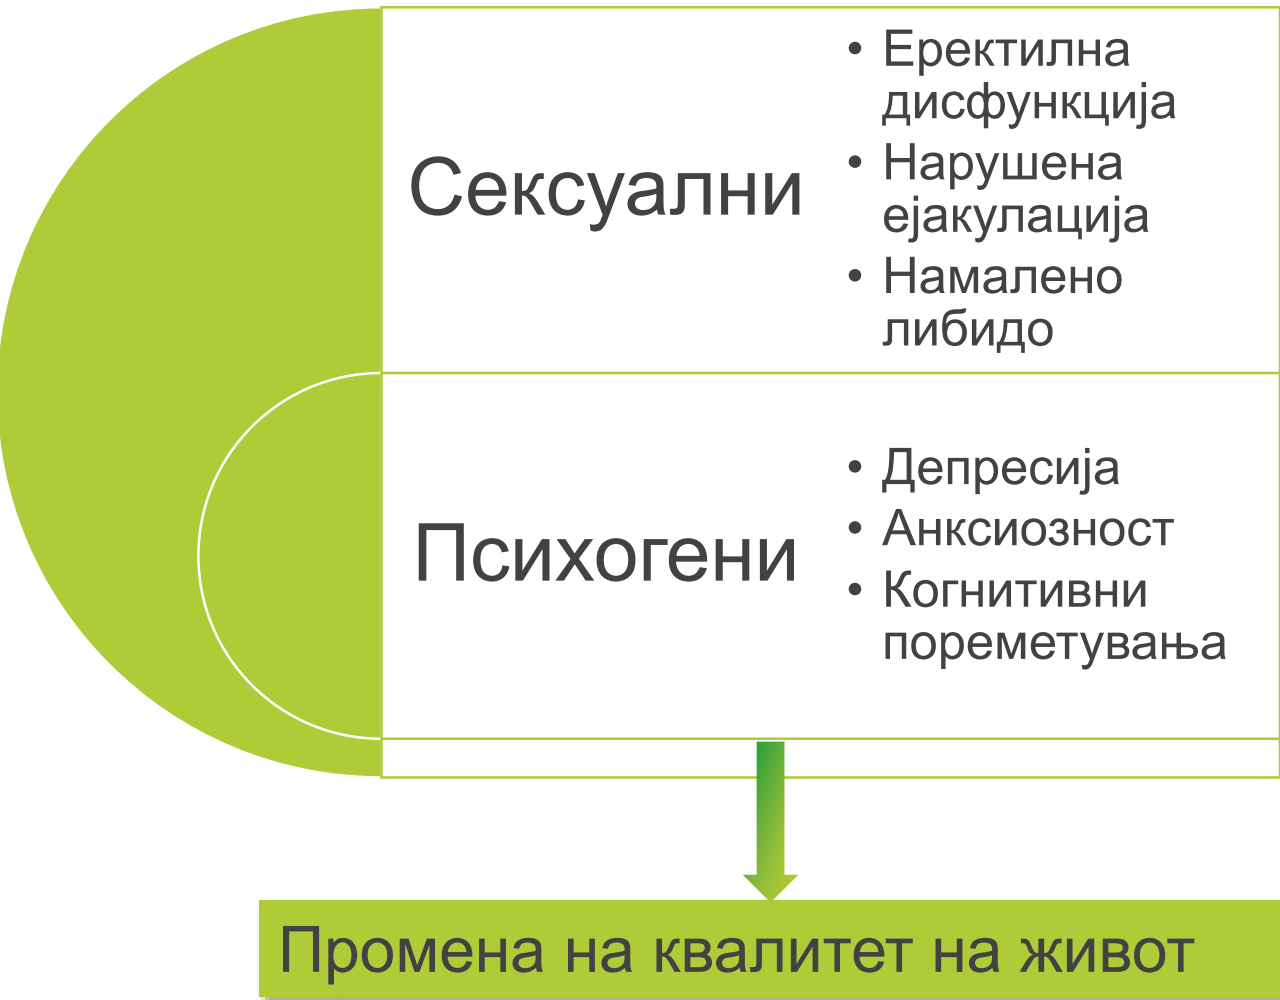 Сексуални
• Еректилна
дисфункција
• Нарушена
ејакулација
• Намалено
либидо
Психогени
• Депресија
• Анксиозност
• Когнитивни
пореметувања
Промена на квалитет на живот